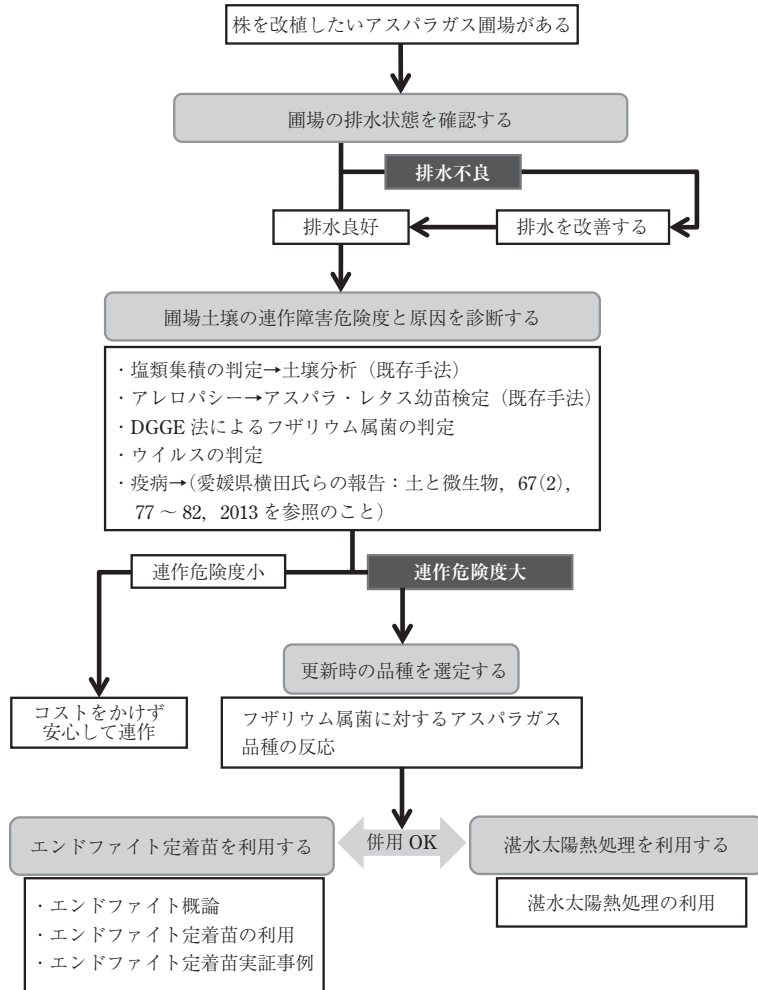 株を改植したいアスパラガス圃場がある
圃場の排水状態を確認する
排水不良
排水良好
排水を改善する
圃場土壌の連作障害危険度と原因を診断する
・塩類集積の判定→土壌分析（既存手法）
・アレロパシー→アスパラ・レタス幼苗検定（既存手法）
・DGGE 法によるフザリウム属菌の判定
・ウイルスの判定
・疫病→（愛媛県横田氏らの報告：土と微生物，67(2)，
77 ～ 82，2013 を参照のこと）
連作危険度小
連作危険度大
更新時の品種を選定する
コストをかけず
安心して連作
フザリウム属菌に対するアスパラガス
品種の反応
エンドファイト定着苗を利用する
併用 OK
湛水太陽熱処理を利用する
・エンドファイト概論
・エンドファイト定着苗の利用
・エンドファイト定着苗実証事例
湛水太陽熱処理の利用